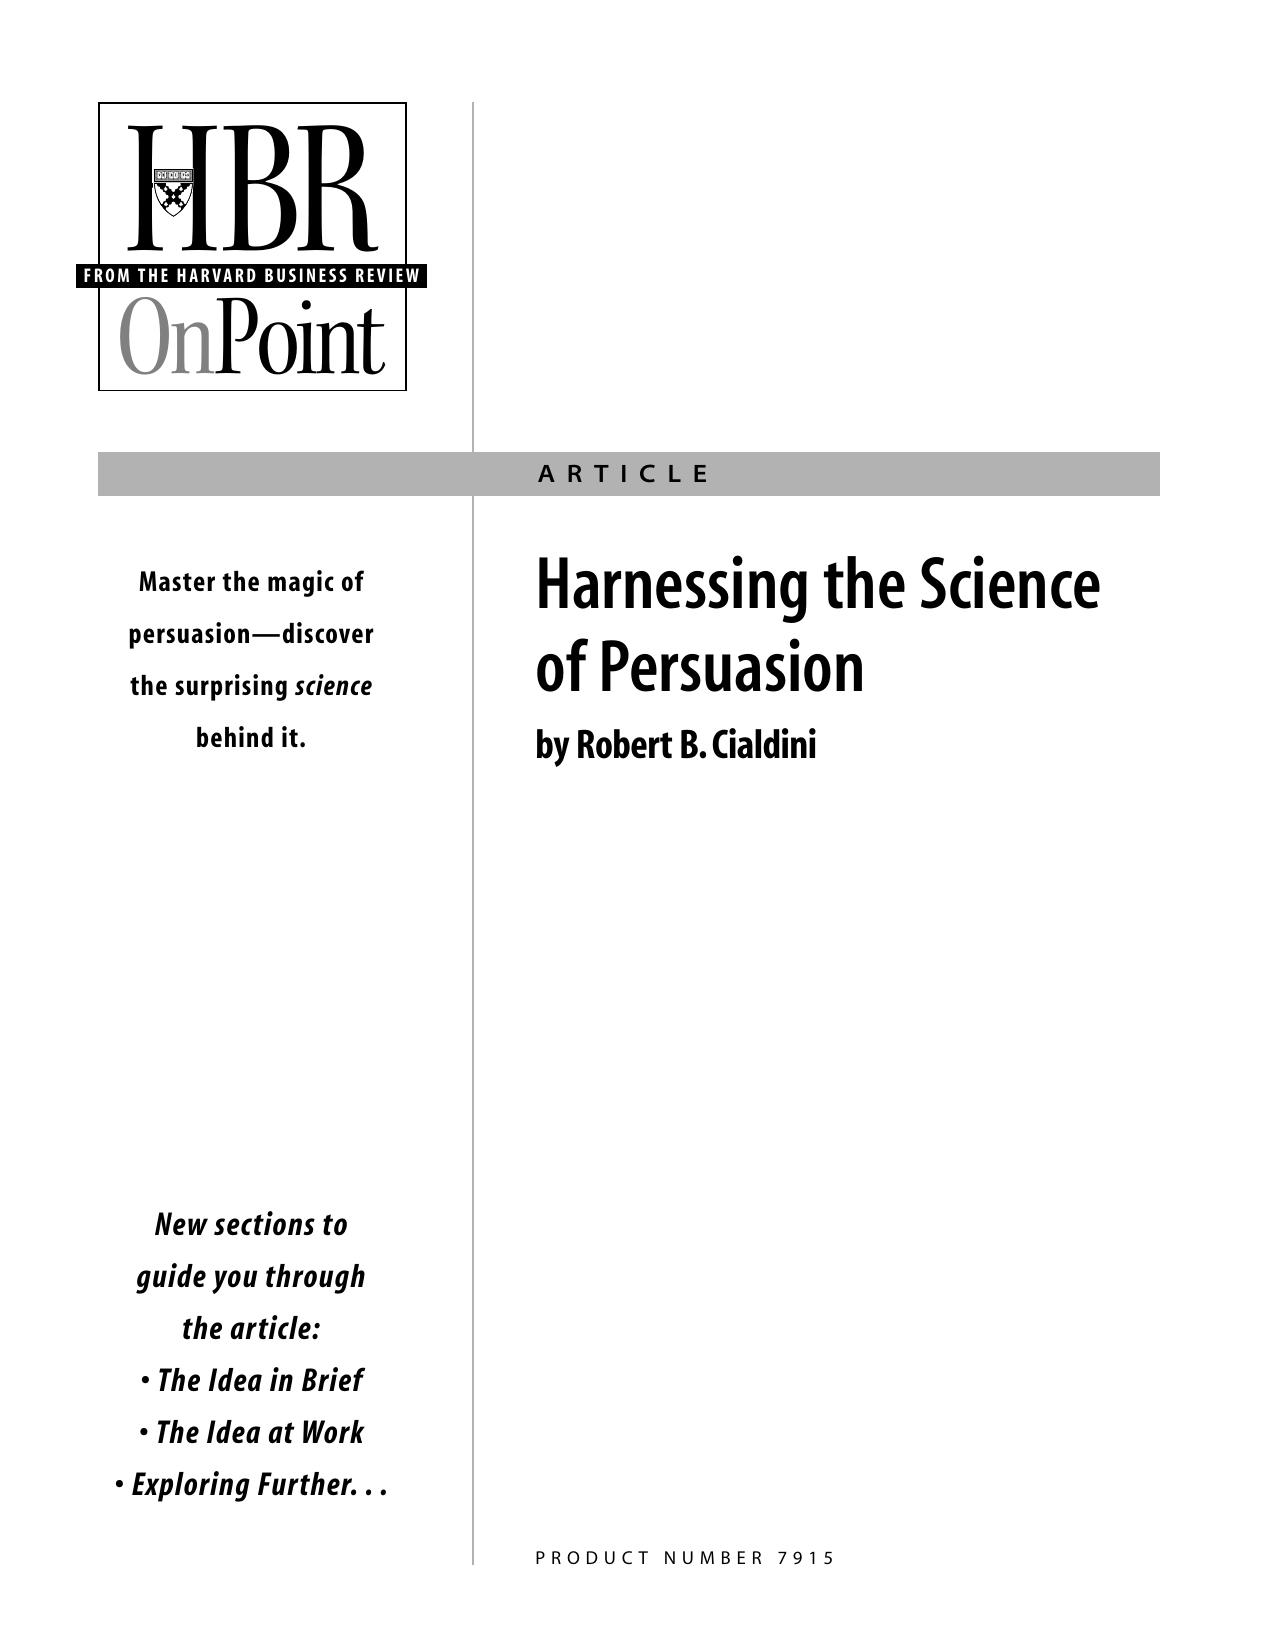 HBR
FROM THE HARVARD BUSINESS REVIEW
OnPoint
ARTICLE
Master the magic of
persuasion—discover
the surprising science
behind it.
Harnessing the Science
of Persuasion
by Robert B. Cialdini
New sections to
guide you through
the article:
• The Idea in Brief
• The Idea at Work
• Exploring Further. . .
PRODUCT NUMBER 7915